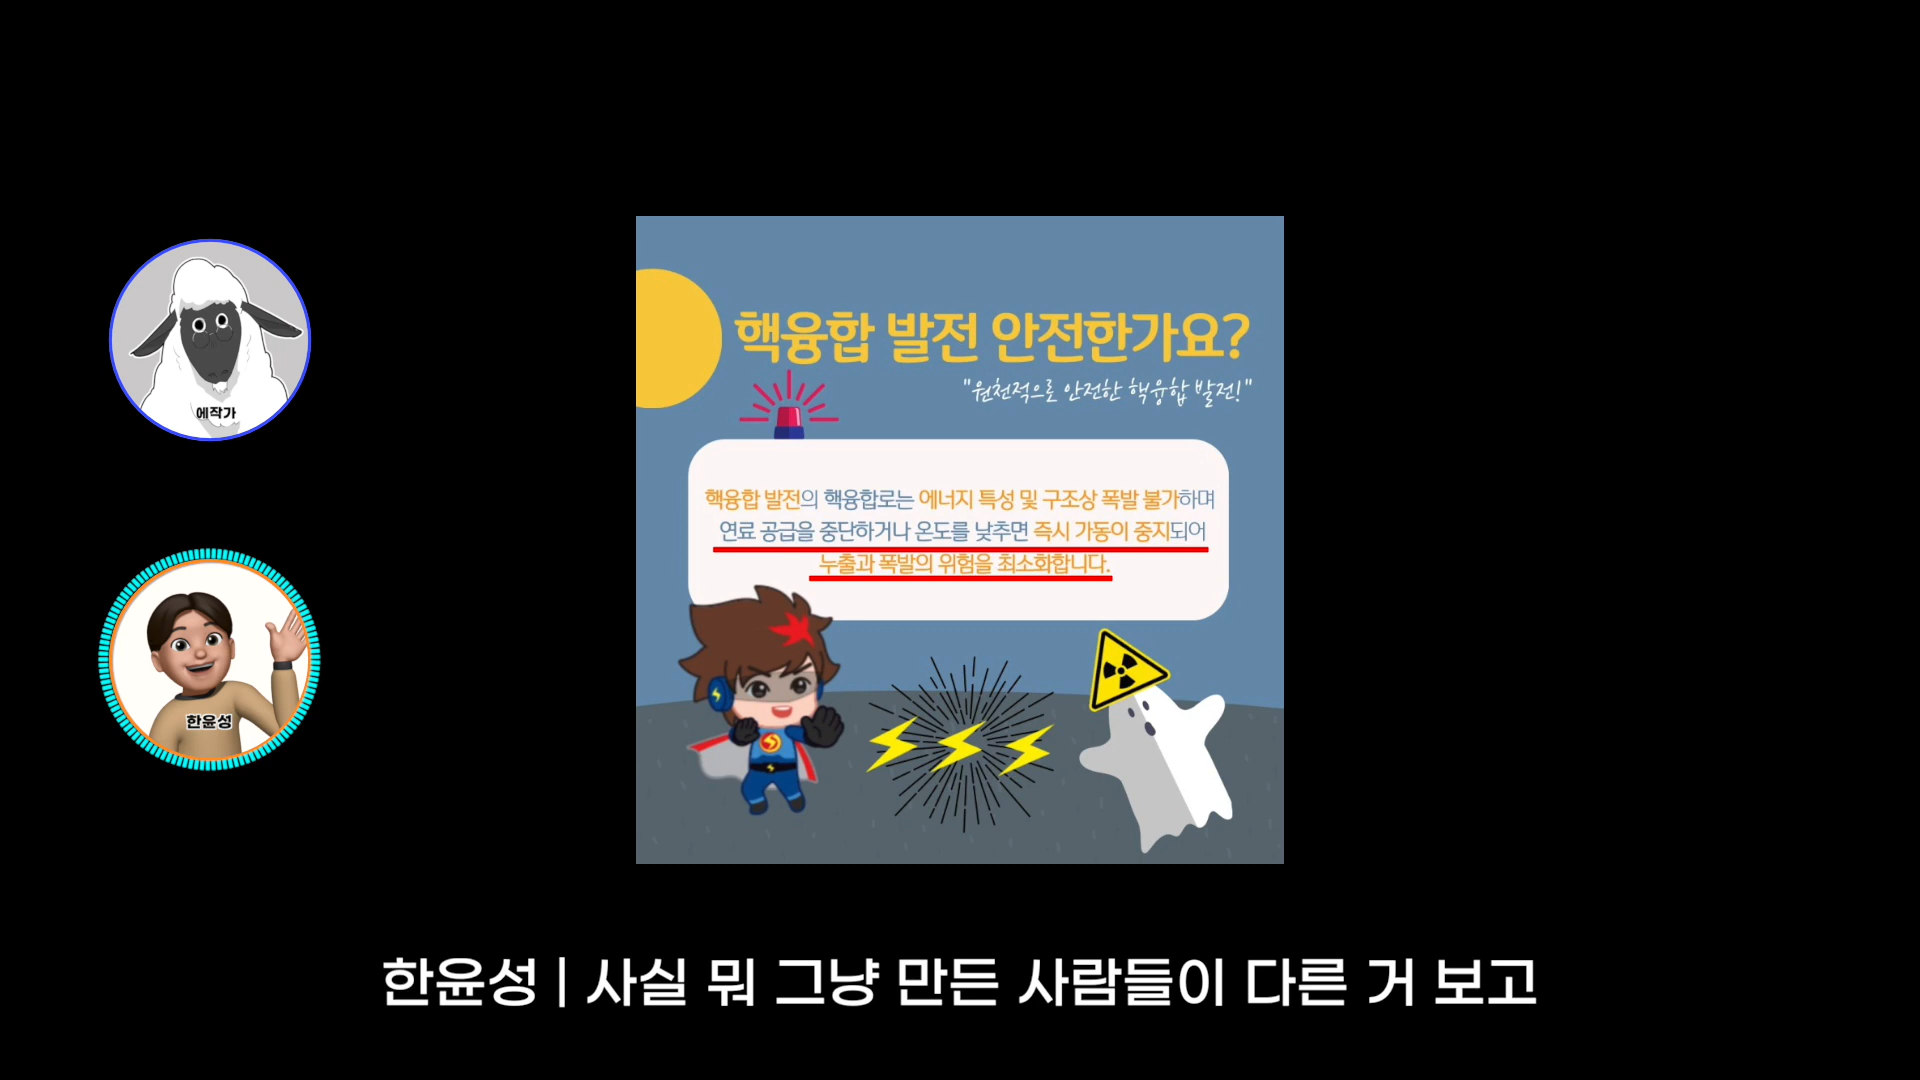 에작가
한윤성
핵융합 발전 안전한가요?
"원천적으로 안전한 핵융합 발전!"
핵융합 발전의 핵융합로는 에너지 특성 및 구조상 폭발 불가하며
연료 공급을 중단하거나 온도를 낮추면 즉시 가동이 중지되어
누출과 폭발의 위험을 최소화합니다.
한윤성 | 사실 뭐 그냥 만든 사람들이 다른 거 보고